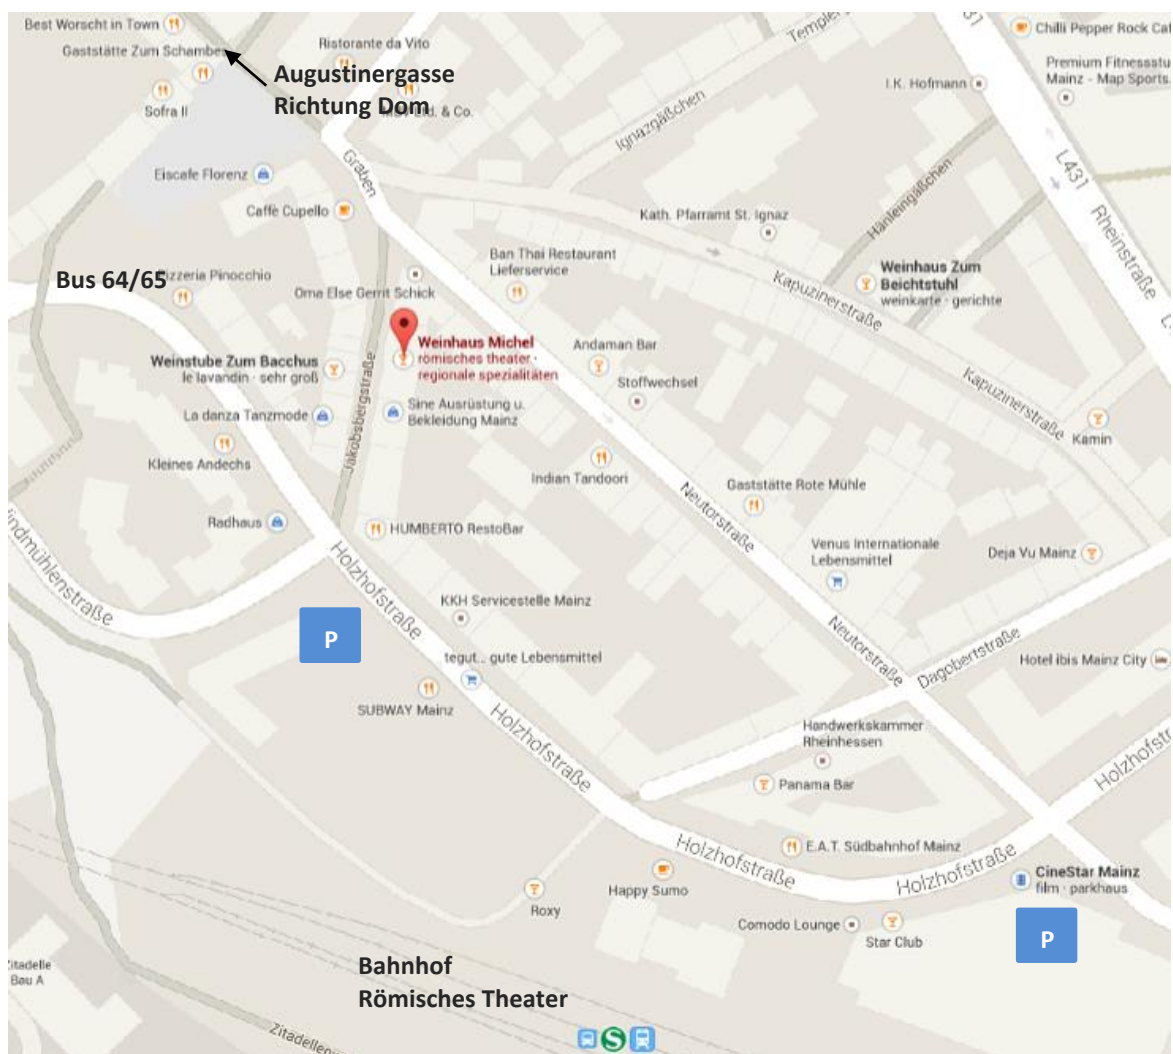 Best Worscht in Town
Gaststätte Zum Schambes
Ristorante da Vito
Augustinergasse
Richtung Dom
Sofra II
& Co.
Templer
L431
Chilli Pepper Rock Caf
Premium Fitnessstu
Mainz - Map Sports.
I.K. Hofmann
Ignazgäßchen
Graben
Eiscafe Florenz
Caffè Cupello
Kath. Pfarramt St. Ignaz
Hänleingäßchen
L431
Rheinstraße
Ban Thai Restaurant
Lieferservice
Bus 64/65
Pizzeria Pinocchio
Oma Else Gerrit Schick
Weinhaus Zum
Beichtstuhl
weinkarte · gerichte
Kapuzinerstraße
Weinhaus Michel
römisches theater ·
regionale spezialitäten
Andaman Bar
Weinstube Zum Bacchus
le lavandin · sehr groß
Stoffwechsel
Kapuzinerstraße
Kamin
La danza Tanzmode
Sine Ausrüstung u.
Bekleidung Mainz
Jakobsbergstraße
Kleines Andechs
Indian Tandoori
Gaststätte Rote Mühle
Neutorstraße
Radhaus
HUMBERTO RestoBar
Venus Internationale
Lebensmittel
Deja Vu Mainz
indmühlenstraße
Holzhofstraße
KKH Servicestelle Mainz
P
Neutorstraße
Dagobertstraße
tegut... gute Lebensmittel
Hotel ibis Mainz City
SUBWAY Mainz
Holzhofstraße
Handwerkskammer
Rheinhessen
Holzhofstr
Panama Bar
Holzhofstraße
E.A.T. Südbahnhof Mainz
Holzhofstraße
CineStar Mainz
film · parkhaus
Happy Sumo
Roxy
Comodo Lounge
Star Club
P
Bahnhof
Römisches Theater
Zitadelle
Bau A
Zitadellen
S